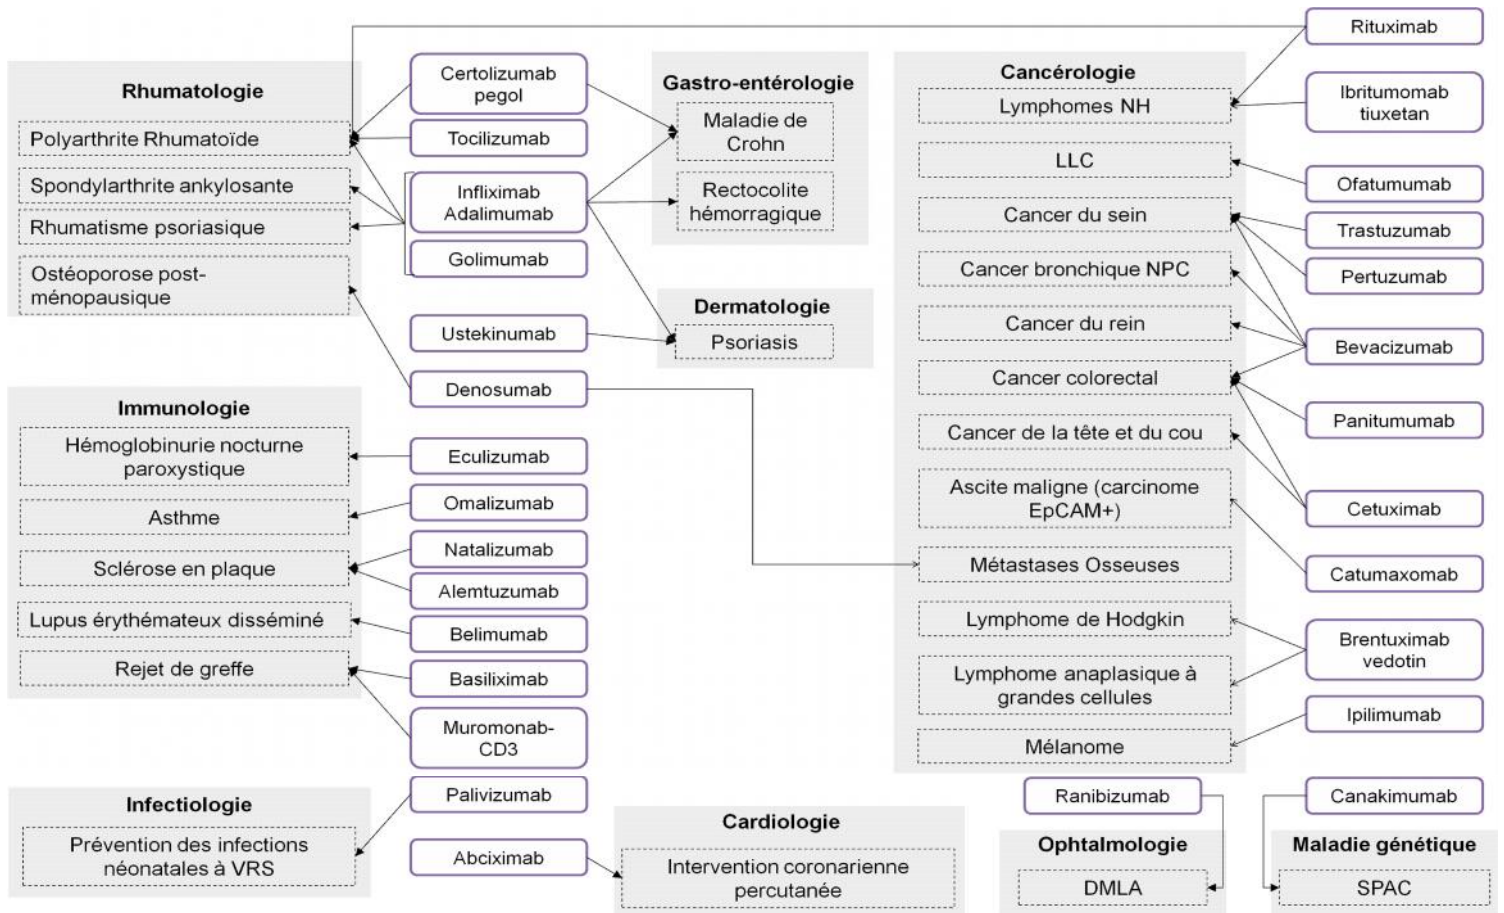 Rhumatologie
Polyarthrite Rhumatoïde
Spondylarthrite ankylosante
Rhumatisme psoriasique
Ostéoporose post-
ménopausique
Immunologie
Hémoglobinurie nocturne
paroxystique
Asthme
Sclérose en plaque
Lupus érythémateux disséminé
Rejet de greffe
Infectiologie
Prévention des infections
néonatales à VRS
Certolizumab
pegol
Tocilizumab
Infliximab
Adalimumab
Golimumab
Ustekinumab
Denosumab
Eculizumab
Omalizumab
Natalizumab
Alemtuzumab
Belimumab
Basiliximab
Muromonab-
CD3
Palivizumab
Abciximab
Gastro-entérologie
Maladie de
Crohn
Rectocolite
hémorragique
Dermatologie
Psoriasis
Cardiologie
Intervention coronarienne
percutanée
Cancérologie
Lymphomes NH
LLC
Cancer du sein
Cancer bronchique NPC
Cancer du rein
Cancer colorectal
Cancer de la tête et du cou
Ascite maligne (carcinome
EpCAM+)
Métastases Osseuses
Lymphome de Hodgkin
Lymphome anaplasique à
grandes cellules
Mélanome
Ranibizumab
Ophtalmologie
DMLA
Rituximab
Ibritumomab
tiuxetan
Ofatumumab
Trastuzumab
Pertuzumab
Bevacizumab
Panitumumab
Cetuximab
Catumaxomab
Brentuximab
vedotin
Ipilimumab
Canakimumab
Maladie génétique
SPAC